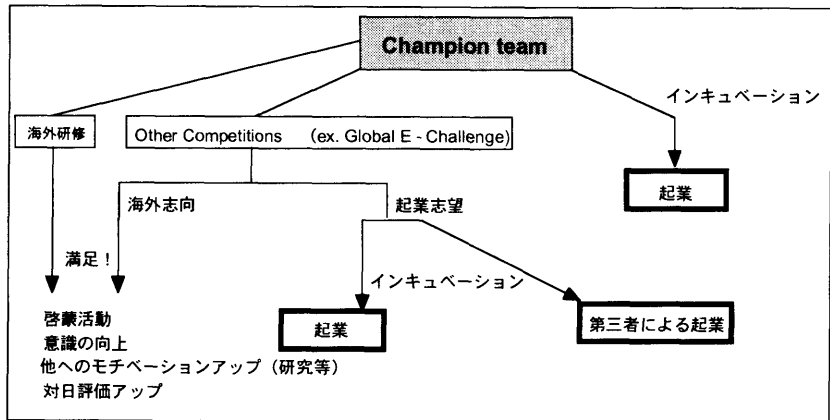 Champion team
インキュベーション
海外研修
Other Competitions （ex. Global E - Challenge）
起業
海外志向
起業志望
満足！
インキュベーション
起業
第三者による起業
啓蒙活動
意識の向上
他へのモチベーションアップ（研究等）
対日評価アップ